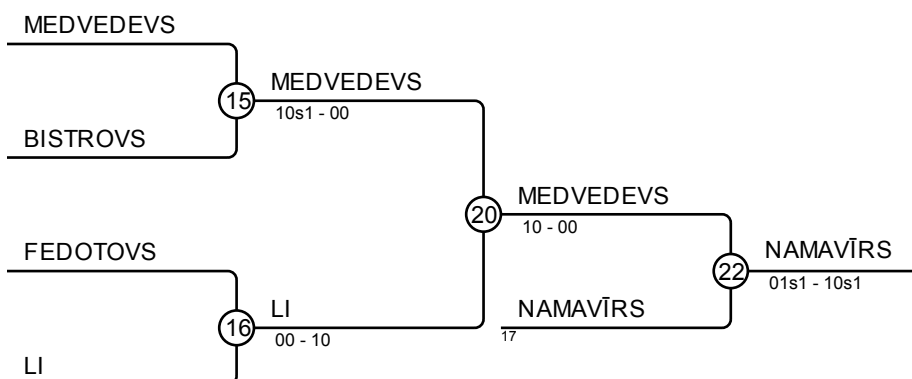 MEDVEDEVS
15
MEDVEDEVS
10s1 - 00
BISTROVS
20
MEDVEDEVS
10 - 00
FEDOTOVS
22
NAMAVĪRS
01s1 - 10s1
16
LI
00 - 10
NAMAVĪRS
17
LI